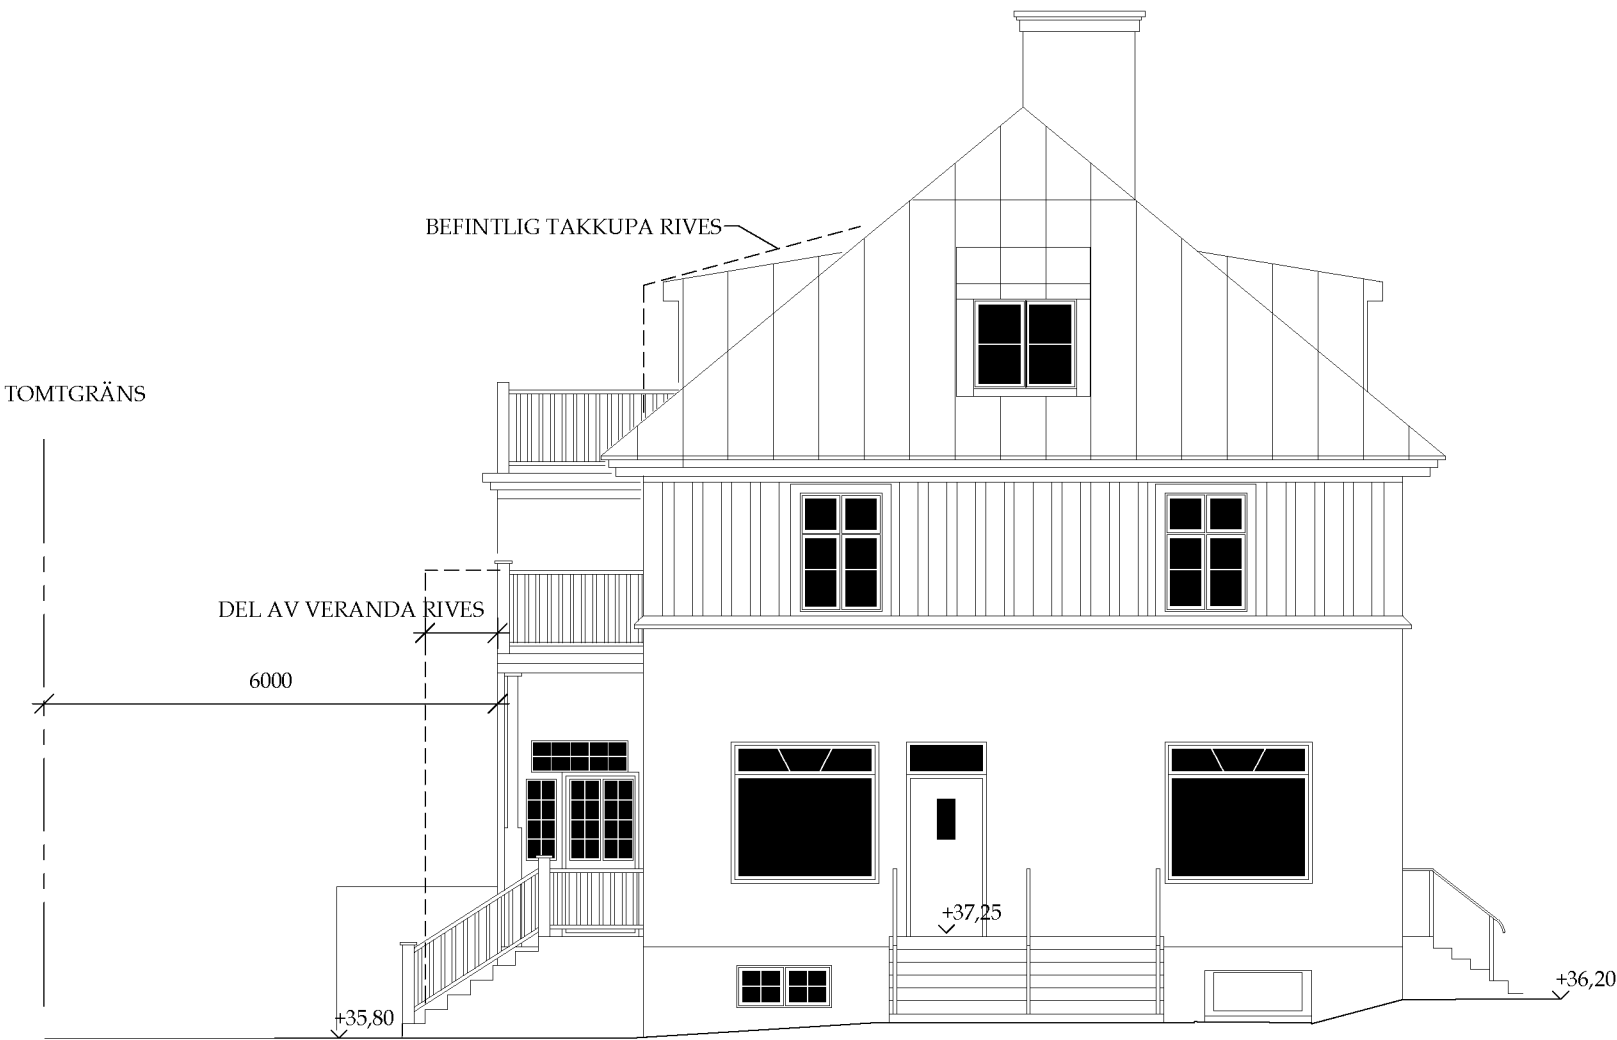 BEFINTLIG TAKKUPA RIVES
TOMTGRÄNS
DEL AV VERANDA RIVES
6000
+37,25
+36,20
+35,80